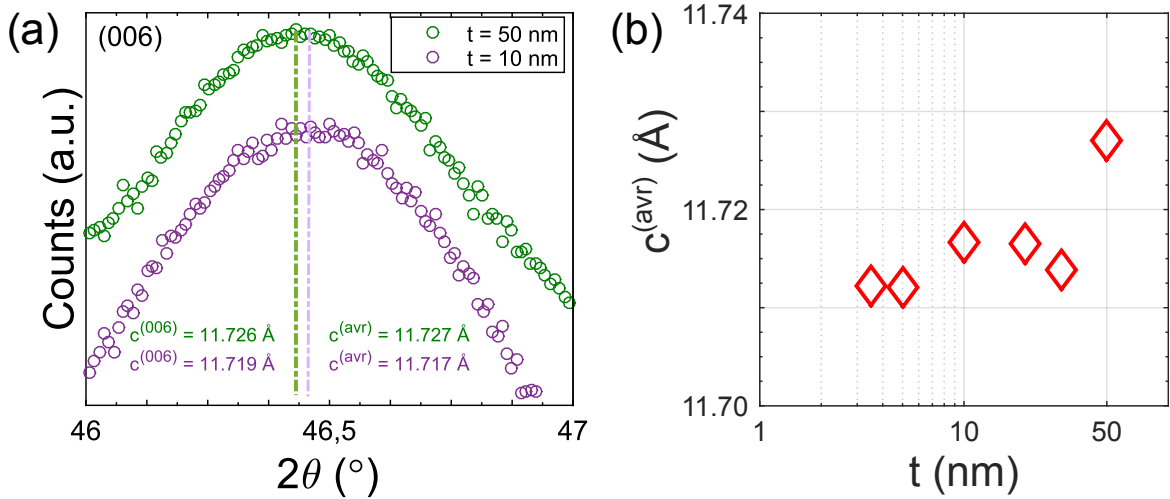 (a)
(006)
t = 50 nm
t = 10 nm
Counts (a.u.)
c(006) = 11.726 Å
c(avr) = 11.727 Å
c(006) = 11.719 Å
c(avr) = 11.717 Å
46
46,5
47
2θ (°)
(b)
11.74
11.72
11.70
c(avr) (Å)
1
10
50
t (nm)